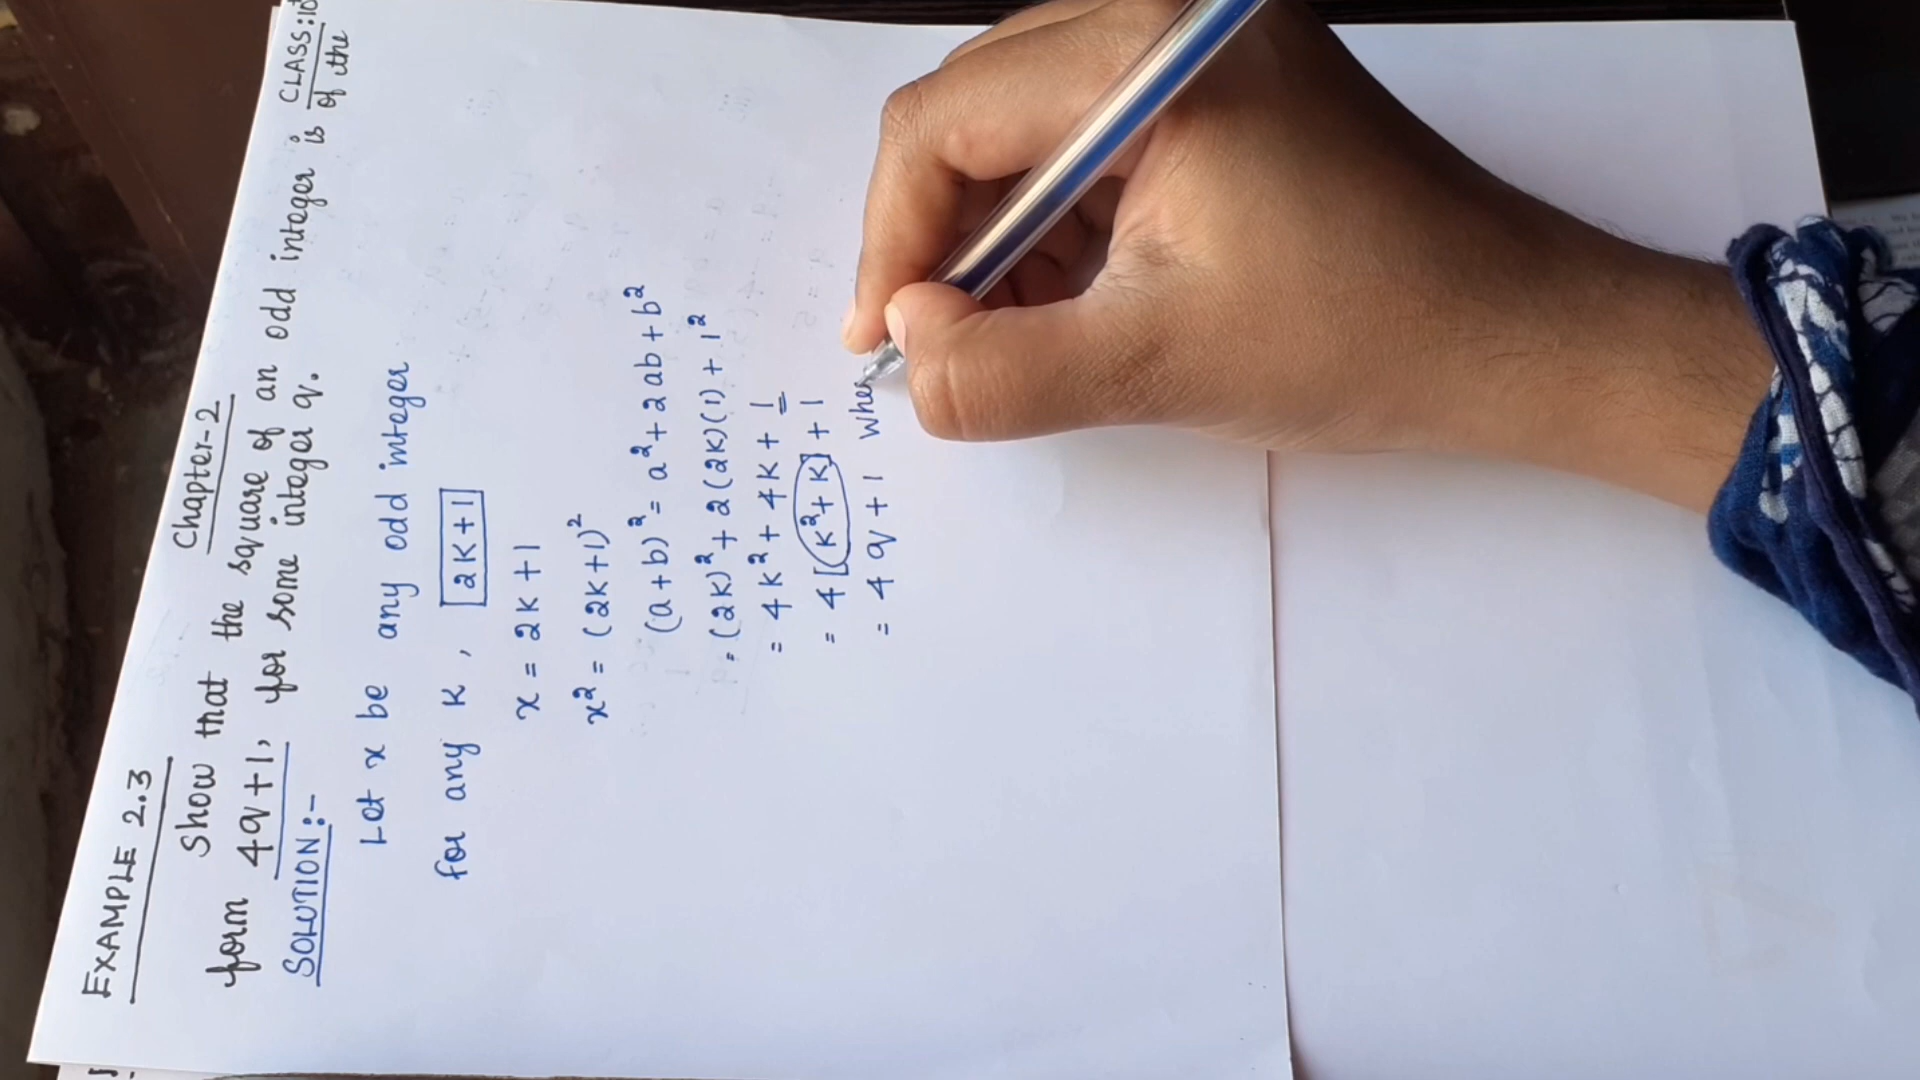 Chapter-2
CLASS:10
EXAMPLE 2.3
Show that the square of an odd integer is of the
form 4q+1, for some integer q.
SOLUTION:-
Let x be any odd integer
for any K, 2K+1
x = 2K+1
x² = (2K+1)²
(a+b)² = a²+2ab+b²
= (2K)²+2(2K)(1)+1²
= 4K²+4K+1
= 4[K²+K]+1
= 4q+1 whe